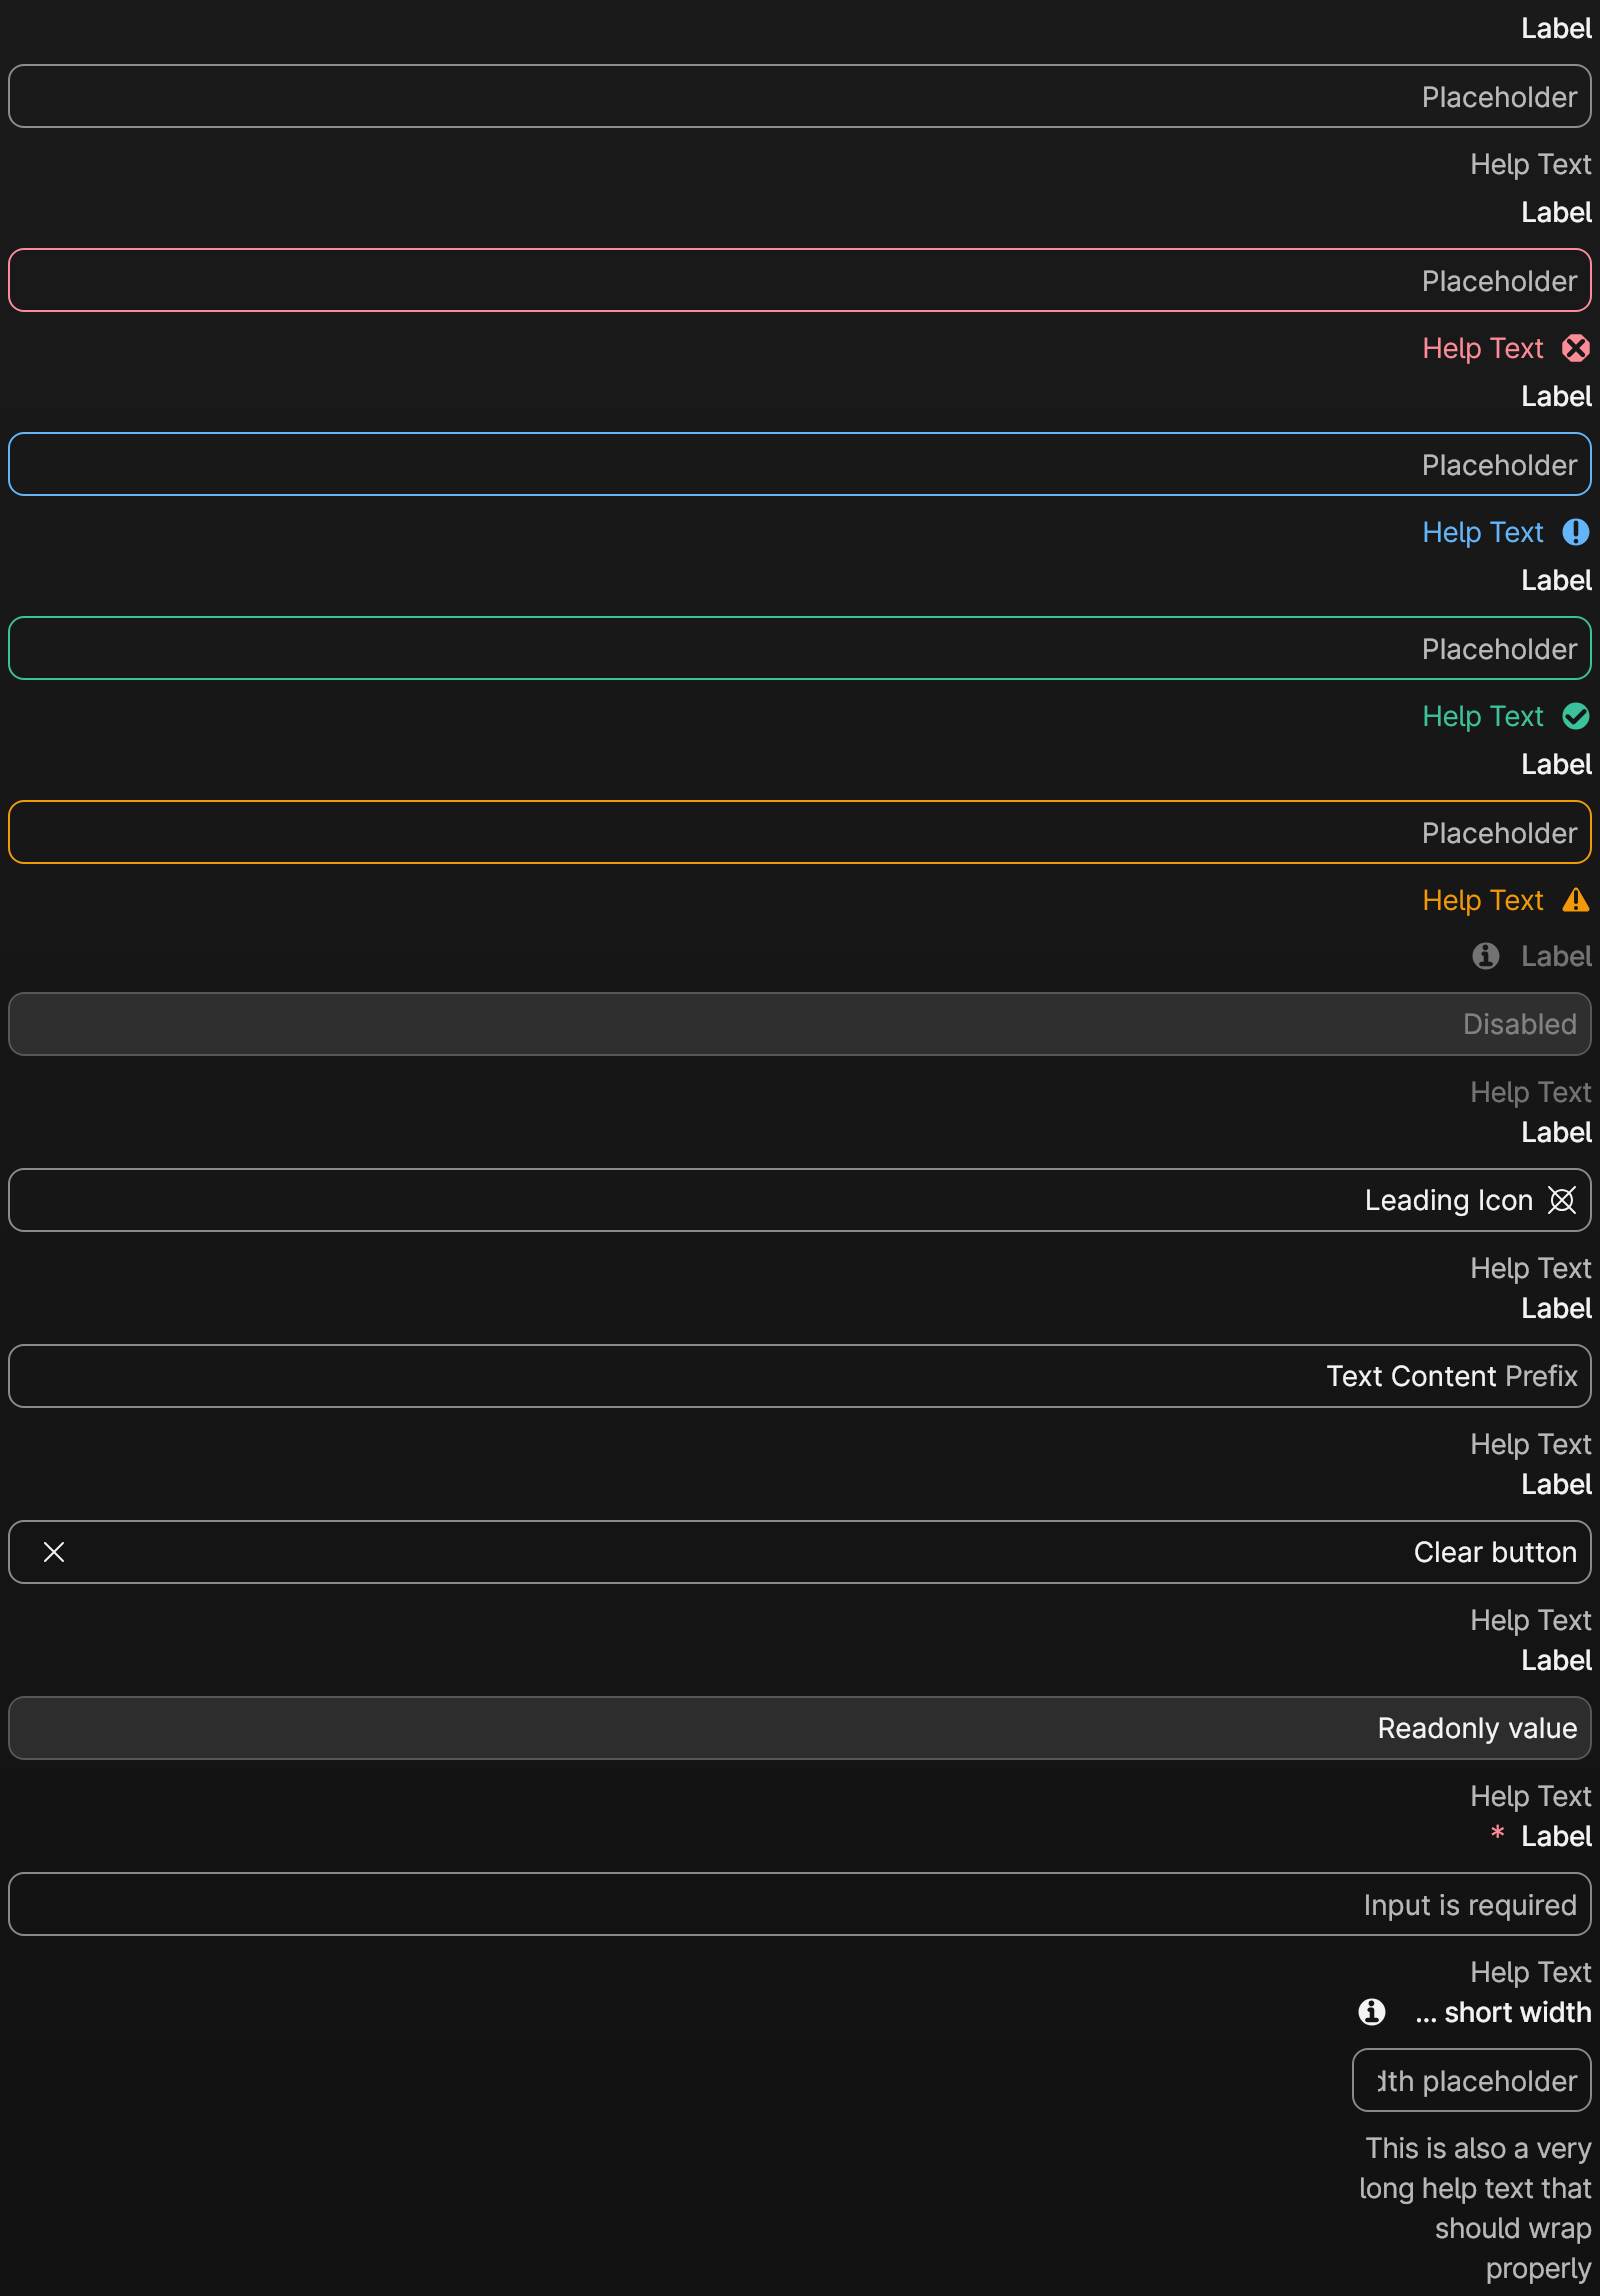 Label
Placeholder
Help Text
Label
Placeholder
Help Text
Label
Placeholder
Help Text
Label
Placeholder
Help Text
Label
Placeholder
Help Text
Label
Disabled
Help Text
Label
Leading Icon
Help Text
Label
Text Content Prefix
Help Text
Label
Clear button
Help Text
Label
Readonly value
Help Text
* Label
Input is required
Help Text
... short width
dth placeholder
This is also a very
long help text that
should wrap
properly